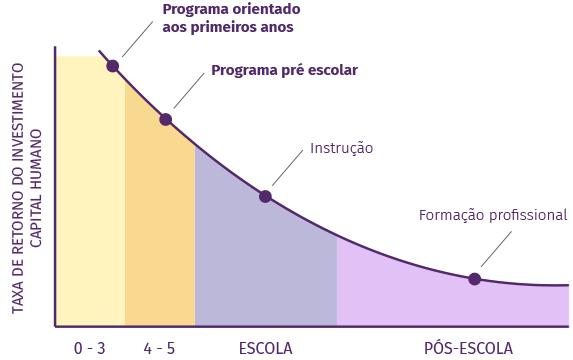 Programa orientado
aos primeiros anos
Programa pré escolar
Instrução
Formação profissional
TAXA DE RETORNO DO INVESTIMENTO
CAPITAL HUMANO
0 - 3
4 - 5
ESCOLA
PÓS-ESCOLA